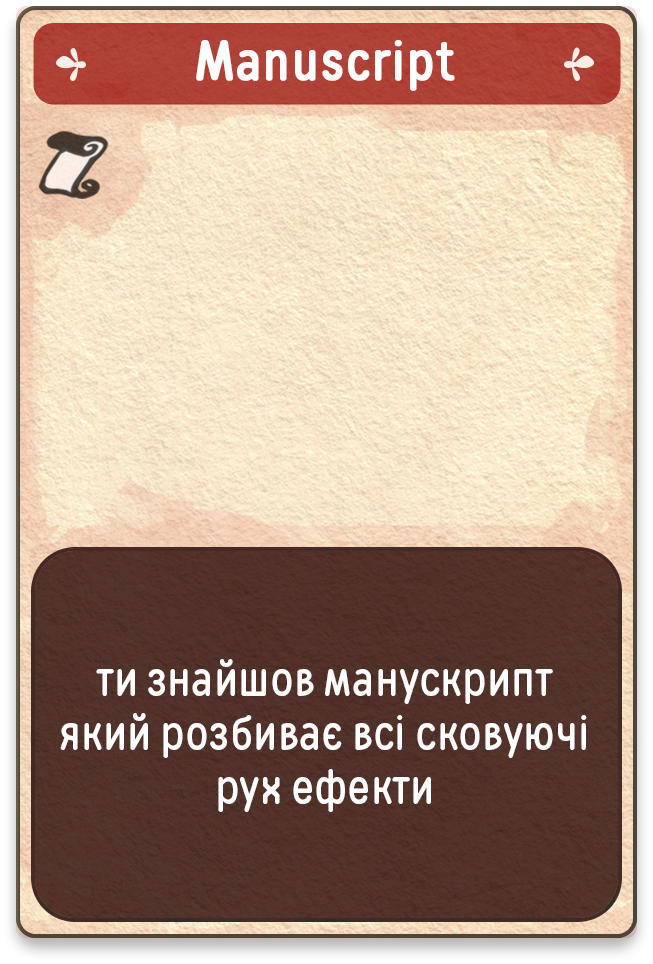 Manuscript
ти знайшов манускрипт
який розбиває всі сковуючі
рух ефекти